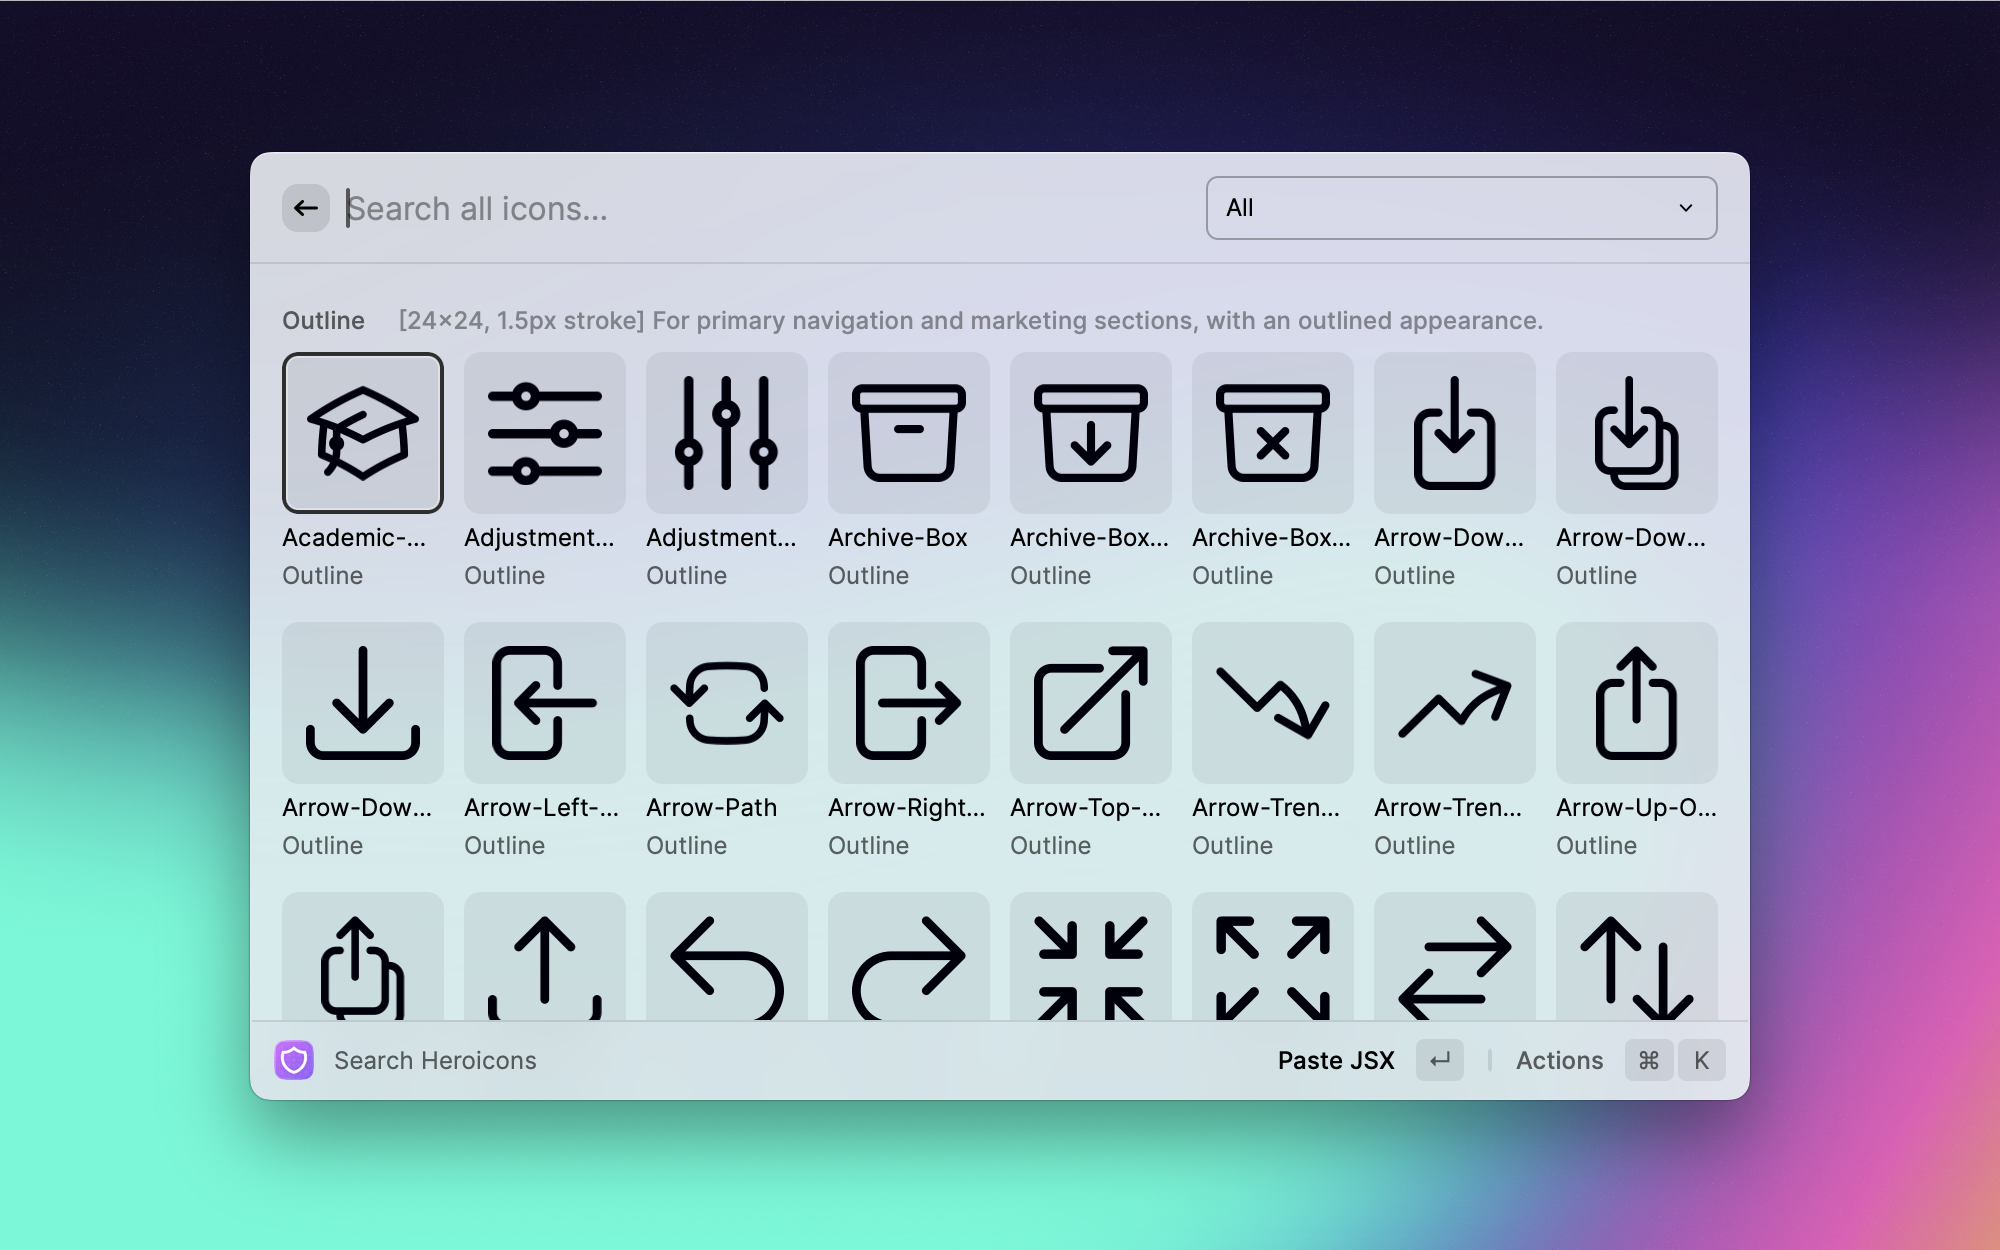 Search all icons...
All
Outline [24×24, 1.5px stroke] For primary navigation and marketing sections, with an outlined appearance.
Academic-... Adjustment... Adjustment... Archive-Box Archive-Box... Archive-Box... Arrow-Dow... Arrow-Dow...
Outline Outline Outline Outline Outline Outline Outline Outline
Arrow-Dow... Arrow-Left-... Arrow-Path Arrow-Right... Arrow-Top-... Arrow-Tren... Arrow-Tren... Arrow-Up-O...
Outline Outline Outline Outline Outline Outline Outline Outline
Search Heroicons Paste JSX ↵ Actions ⌘ K